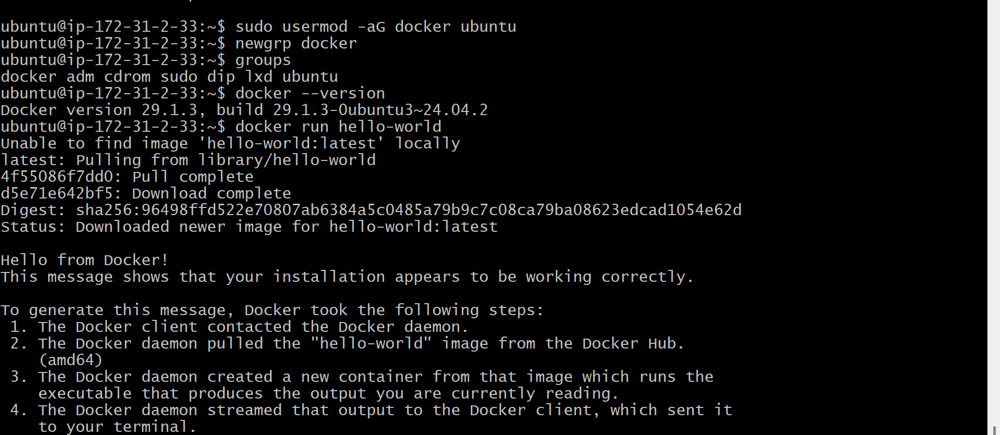 ubuntu@ip-172-31-2-33:~$ sudo usermod -aG docker ubuntu
ubuntu@ip-172-31-2-33:~$ newgrp docker
ubuntu@ip-172-31-2-33:~$ groups
docker adm cdrom sudo dip lxd ubuntu
ubuntu@ip-172-31-2-33:~$ docker --version
Docker version 29.1.3, build 29.1.3-0ubuntu3~24.04.2
ubuntu@ip-172-31-2-33:~$ docker run hello-world
Unable to find image 'hello-world:latest' locally
latest: Pulling from library/hello-world
4f55086f7dd0: Pull complete
d5e71e642bf5: Download complete
Digest: sha256:96498ffd522e70807ab6384a5c0485a79b9c7c08ca79ba08623edcad1054e62d
Status: Downloaded newer image for hello-world:latest

Hello from Docker!
This message shows that your installation appears to be working correctly.

To generate this message, Docker took the following steps:
 1. The Docker client contacted the Docker daemon.
 2. The Docker daemon pulled the "hello-world" image from the Docker Hub.
    (amd64)
 3. The Docker daemon created a new container from that image which runs the
    executable that produces the output you are currently reading.
 4. The Docker daemon streamed that output to the Docker client, which sent it
    to your terminal.